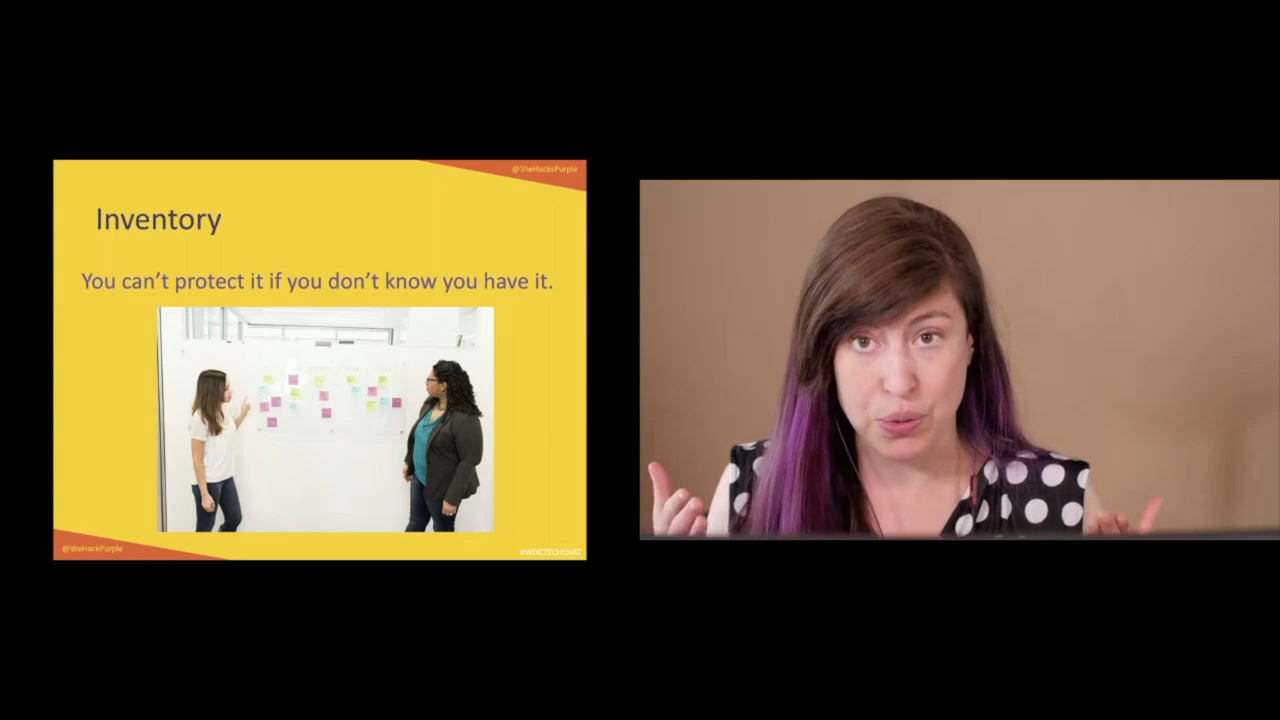 @SheHacksPurple
Inventory
You can't protect it if you don't know you have it.
@WeHackPurple
#WOCTECHCHAT